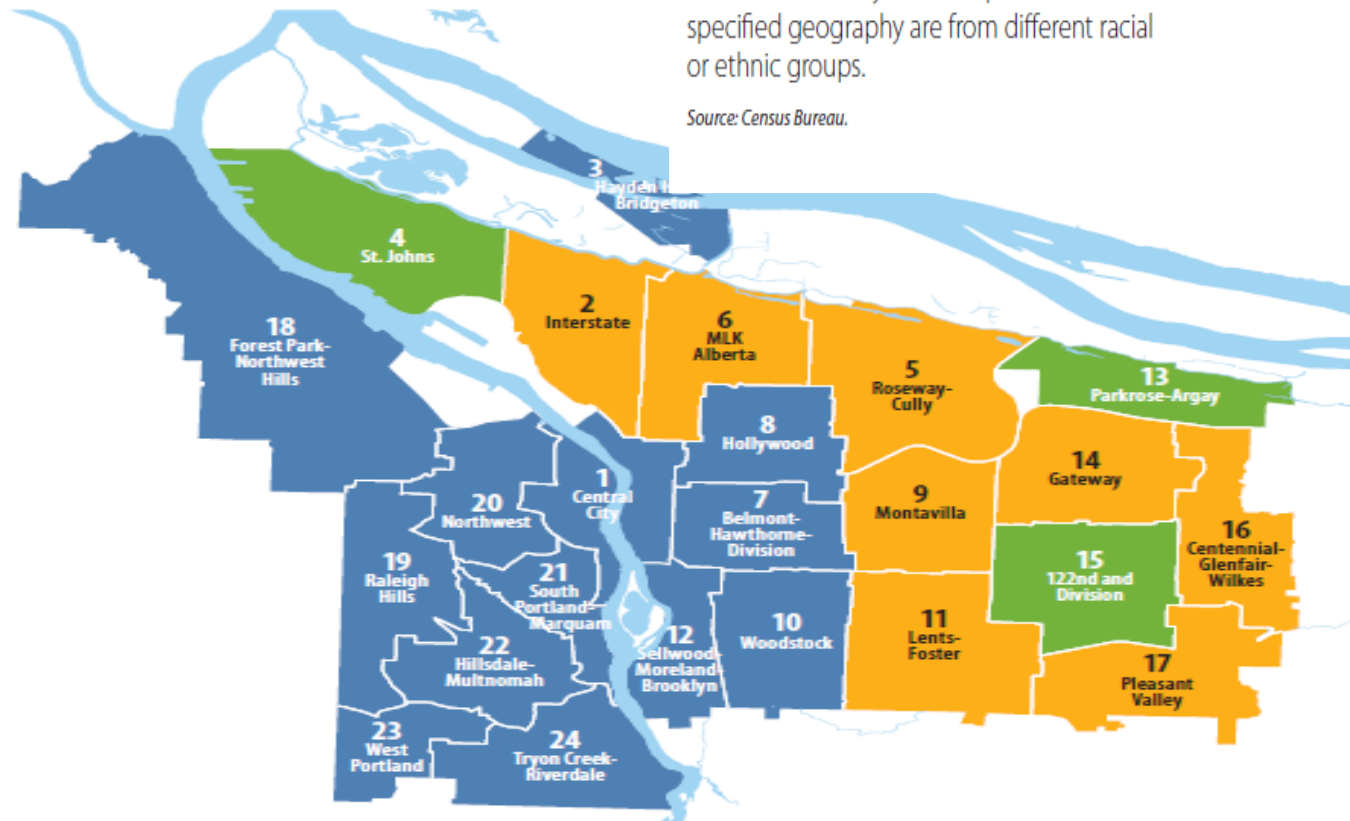 specified geography are from different racial
or ethnic groups.
Source: Census Bureau.
3
Hayden
Bridgeton
4
St. Johns
2
Interstate
6
MLK
Alberta
18
Forest Park-
Northwest
Hills
5
Roseway-
Cully
13
Parkrose-Argay
8
Hollywood
14
Gateway
1
Central
City
20
Northwest
7
Belmont-
Hawthorne-
Division
9
Montavilla
16
Centennial-
Glenfair-
Wilkes
19
Raleigh
Hills
21
South
Portland-
Marquam
15
122nd and
Division
12
Sellwood-
Moreland-
Brooklyn
10
Woodstock
11
Lents-
Foster
22
Hillsdale-
Multnomah
17
Pleasant
Valley
23
West
Portland
24
Tryon Creek-
Riverdale